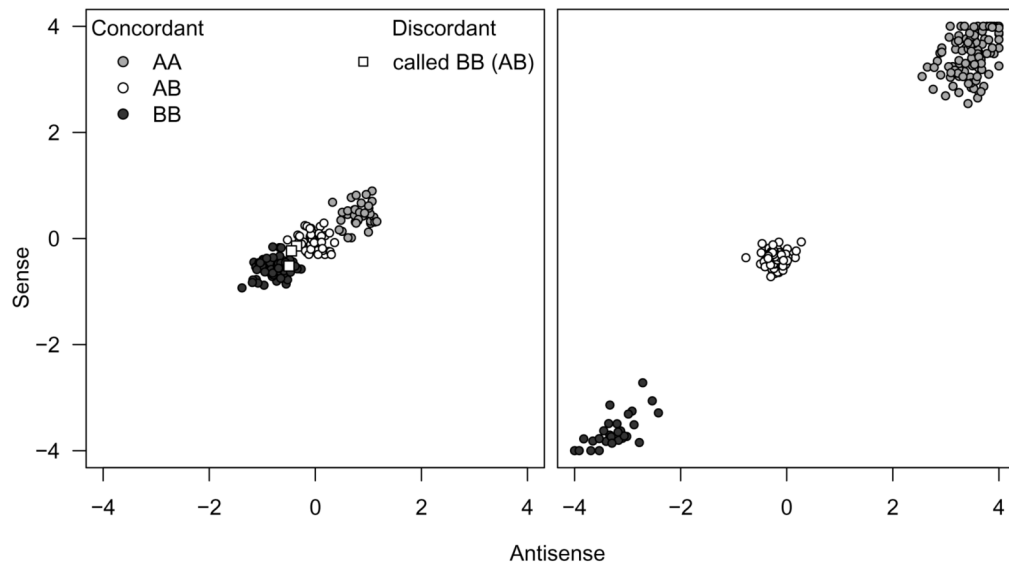 Concordant
AA
AB
BB
Discordant
called BB (AB)
4
2
0
−2
−4
Sense
−4 −2 0 2 4
−4 −2 0 2 4
Antisense